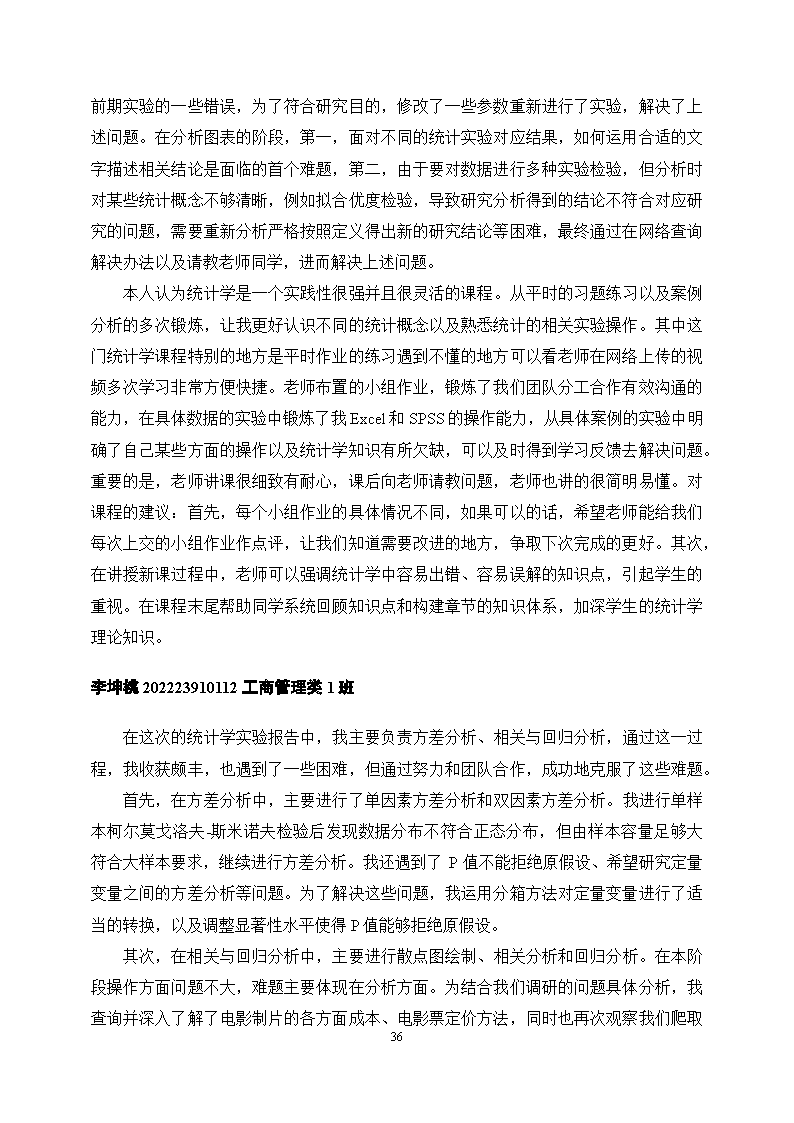 前期实验的一些错误，为了符合研究目的，修改了一些参数重新进行了实验，解决了上
述问题。在分析图表的阶段，第一，面对不同的统计实验对应结果，如何运用合适的文
字描述相关结论是面临的首个难题，第二，由于要对数据进行多种实验检验，但分析时
对某些统计概念不够清晰，例如拟合优度检验，导致研究分析得到的结论不符合对应研
究的问题，需要重新分析严格按照定义得出新的研究结论等困难，最终通过在网络查询
解决办法以及请教老师同学，进而解决上述问题。
本人认为统计学是一个实践性很强并且很灵活的课程。从平时的习题练习以及案例
分析的多次锻炼，让我更好认识不同的统计概念以及熟悉统计的相关实验操作。其中这
门统计学课程特别的地方是平时作业的练习遇到不懂的地方可以看老师在网络上传的视
频多次学习非常方便快捷。老师布置的小组作业，锻炼了我们团队分工合作有效沟通的
能力，在具体数据的实验中锻炼了我 Excel 和 SPSS 的操作能力，从具体案例的实验中明
确了自己某些方面的操作以及统计学知识有所欠缺，可以及时得到学习反馈去解决问题。
重要的是，老师讲课很细致有耐心，课后向老师请教问题，老师也讲的很简明易懂。对
课程的建议：首先，每个小组作业的具体情况不同，如果可以的话，希望老师能给我们
每次上交的小组作业作点评，让我们知道需要改进的地方，争取下次完成的更好。其次，
在讲授新课过程中，老师可以强调统计学中容易出错、容易误解的知识点，引起学生的
重视。在课程末尾帮助同学系统回顾知识点和构建章节的知识体系，加深学生的统计学
理论知识。
李坤桃 202223910112 工商管理类 1 班
在这次的统计学实验报告中，我主要负责方差分析、相关与回归分析，通过这一过
程，我收获颇丰，也遇到了一些困难，但通过努力和团队合作，成功地克服了这些难题。
首先，在方差分析中，主要进行了单因素方差分析和双因素方差分析。我进行单样
本柯尔莫戈洛夫-斯米诺夫检验后发现数据分布不符合正态分布，但由样本容量足够大
符合大样本要求，继续进行方差分析。我还遇到了 P 值不能拒绝原假设、希望研究定量
变量之间的方差分析等问题。为了解决这些问题，我运用分箱方法对定量变量进行了适
当的转换，以及调整显著性水平使得 P 值能够拒绝原假设。
其次，在相关与回归分析中，主要进行散点图绘制、相关分析和回归分析。在本阶
段操作方面问题不大，难题主要体现在分析方面。为结合我们调研的问题具体分析，我
查询并深入了解了电影制片的各方面成本、电影票定价方法，同时也再次观察我们爬取
36